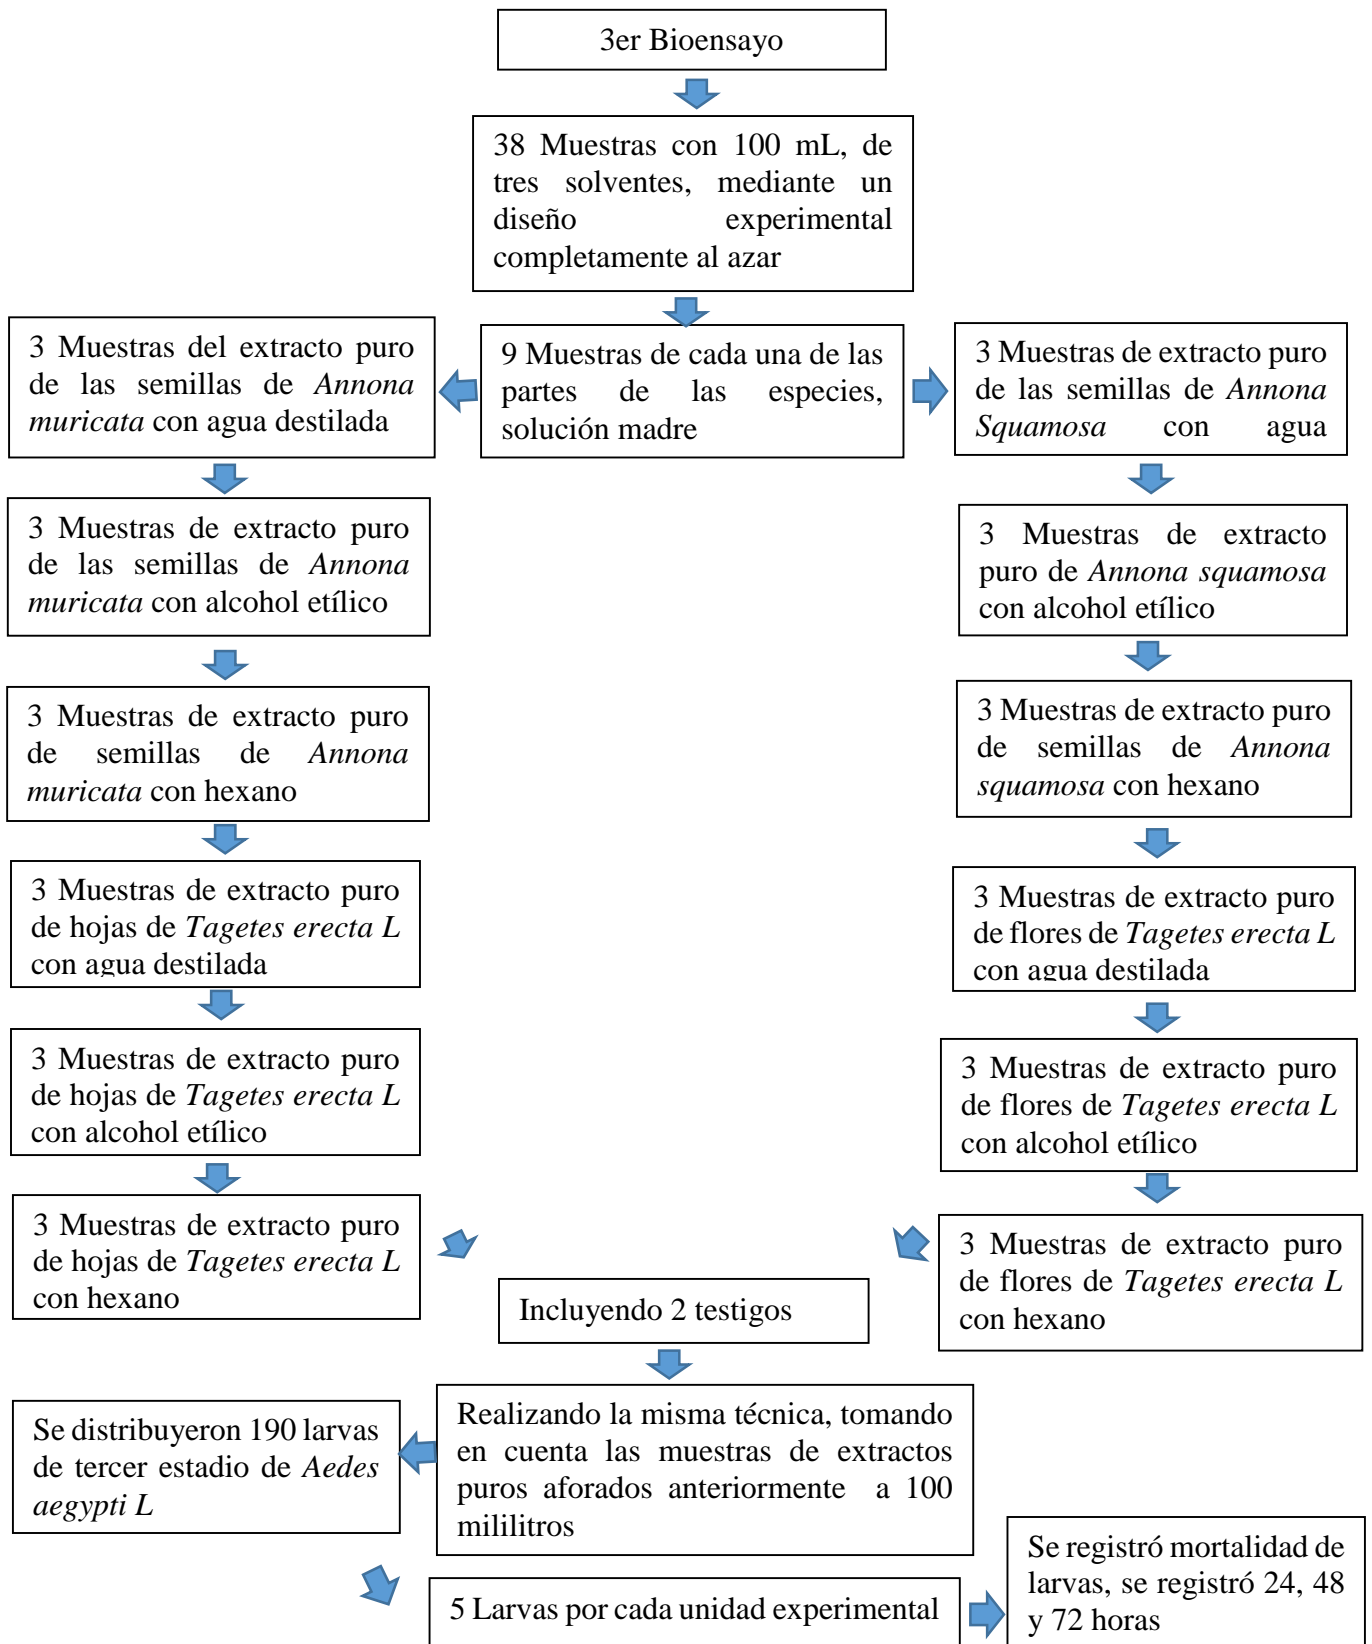 3er Bioensayo
38 Muestras con 100 mL, de
tres solventes, mediante un
diseño experimental
completamente al azar
3 Muestras del extracto puro
de las semillas de Annona
muricata con agua destilada
9 Muestras de cada una de las
partes de las especies,
solución madre
3 Muestras de extracto puro
de las semillas de Annona
Squamosa con agua
3 Muestras de extracto puro
de las semillas de Annona
muricata con alcohol etílico
3 Muestras de extracto
puro de Annona squamosa
con alcohol etílico
3 Muestras de extracto puro
de semillas de Annona
muricata con hexano
3 Muestras de extracto puro
de semillas de Annona
squamosa con hexano
3 Muestras de extracto puro
de hojas de Tagetes erecta L
con agua destilada
3 Muestras de extracto puro
de flores de Tagetes erecta L
con agua destilada
3 Muestras de extracto puro
de hojas de Tagetes erecta L
con alcohol etílico
3 Muestras de extracto puro
de flores de Tagetes erecta L
con alcohol etílico
3 Muestras de extracto puro
de hojas de Tagetes erecta L
con hexano
3 Muestras de extracto puro
de flores de Tagetes erecta L
con hexano
Incluyendo 2 testigos
Realizando la misma técnica, tomando
en cuenta las muestras de extractos
puros aforados anteriormente a 100
mililitros
Se distribuyeron 190 larvas
de tercer estadio de Aedes
aegypti L
5 Larvas por cada unidad experimental
Se registró mortalidad de
larvas, se registró 24, 48
y 72 horas